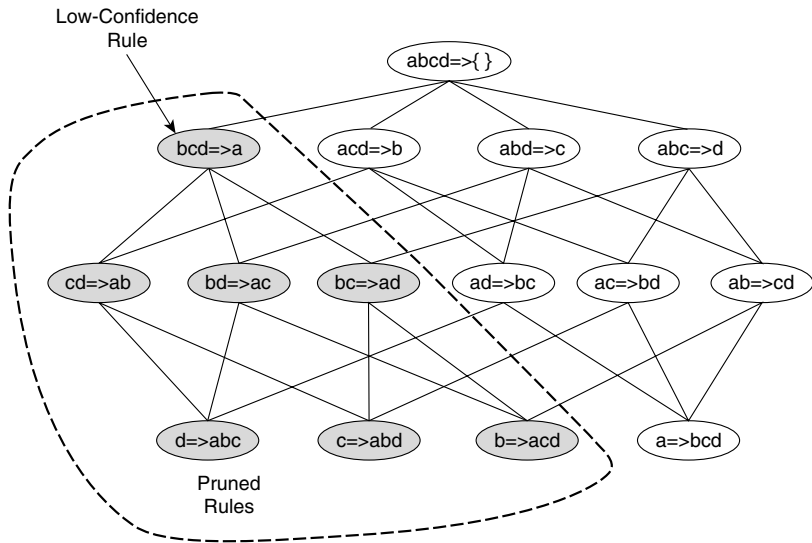 Low-Confidence
Rule
abcd=>{ }
bcd=>a
acd=>b
abd=>c
abc=>d
cd=>ab
bd=>ac
bc=>ad
ad=>bc
ac=>bd
ab=>cd
d=>abc
c=>abd
b=>acd
a=>bcd
Pruned
Rules